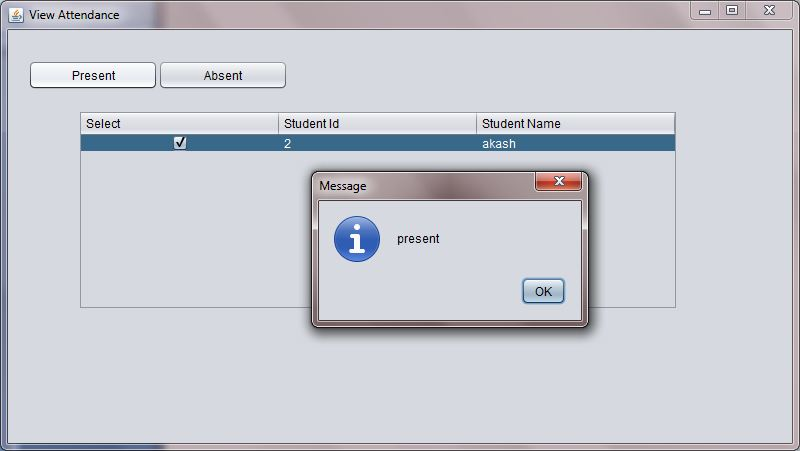 View Attendance
Present Absent
Select Student Id Student Name
2 akash
Message
present
OK